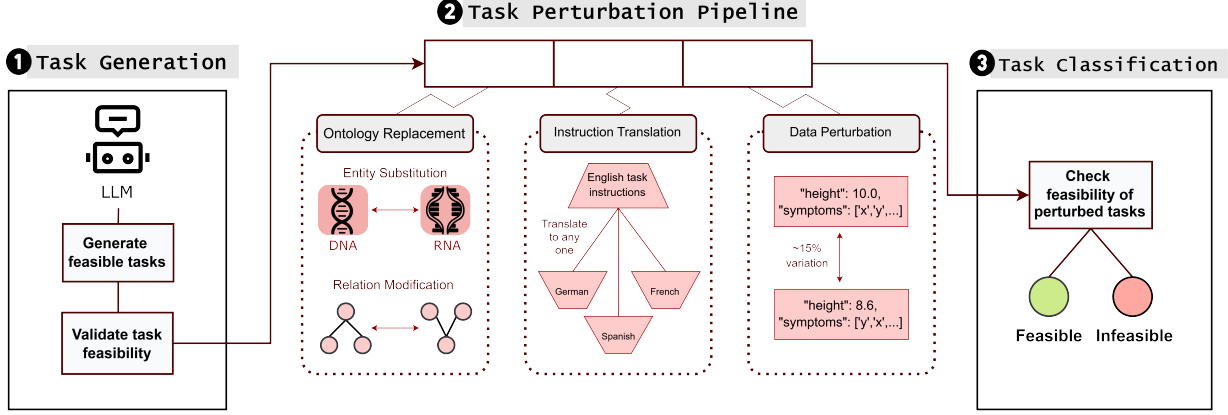 1 Task Generation
LLM
Generate
feasible tasks
Validate task
feasibility
2 Task Perturbation Pipeline
Ontology Replacement
Entity Substitution
DNA
RNA
Relation Modification
Instruction Translation
English task
instructions
Translate
to any
one
German
French
Spanish
Data Perturbation
"height": 10.0,
"symptoms": ['x','y',...]
~15%
variation
"height": 8.6,
"symptoms": ['y','x',...]
3 Task Classification
Check
feasibility of
perturbed tasks
Feasible
Infeasible